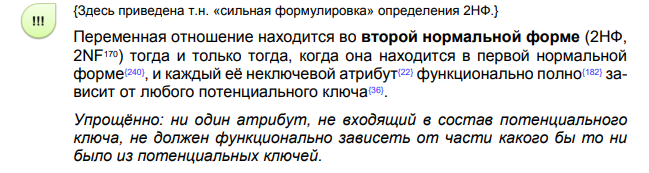 !!!
{Здесь приведена т.н. «сильная формулировка» определения 2НФ.}
Переменная отношение находится во второй нормальной форме (2НФ,
2NF170) тогда и только тогда, когда она находится в первой нормальной
форме{240}, и каждый её неключевой атрибут{22} функционально полно{182} за-
висит от любого потенциального ключа{36}.
Упрощённо: ни один атрибут, не входящий в состав потенциального
ключа, не должен функционально зависеть от части какого бы то ни
было из потенциальных ключей.